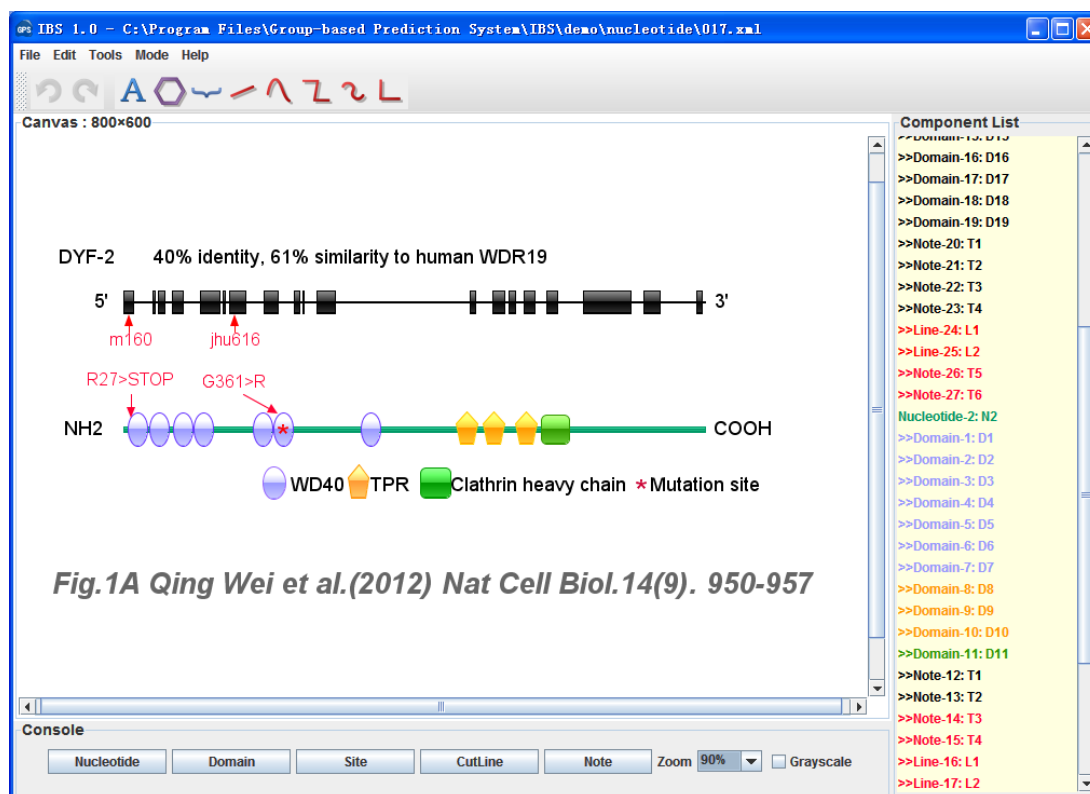 GPS IBS 1.0 - C:\Program Files\Group-based Prediction System\IBS\demo\nucleotide\017.xml
File Edit Tools Mode Help
A
Canvas : 800×600
DYF-2 40% identity, 61% similarity to human WDR19
5' 3'
m160 jhu616
R27>STOP G361>R
NH2 * COOH
WD40 TPR Clathrin heavy chain * Mutation site
Fig.1A Qing Wei et al.(2012) Nat Cell Biol.14(9). 950-957
Component List
>>Domain-15: D15
>>Domain-16: D16
>>Domain-17: D17
>>Domain-18: D18
>>Domain-19: D19
>>Note-20: T1
>>Note-21: T2
>>Note-22: T3
>>Note-23: T4
>>Line-24: L1
>>Line-25: L2
>>Note-26: T5
>>Note-27: T6
Nucleotide-2: N2
>>Domain-1: D1
>>Domain-2: D2
>>Domain-3: D3
>>Domain-4: D4
>>Domain-5: D5
>>Domain-6: D6
>>Domain-7: D7
>>Domain-8: D8
>>Domain-9: D9
>>Domain-10: D10
>>Domain-11: D11
>>Note-12: T1
>>Note-13: T2
>>Note-14: T3
>>Note-15: T4
>>Line-16: L1
>>Line-17: L2
Console
Nucleotide Domain Site CutLine Note Zoom 90% Grayscale